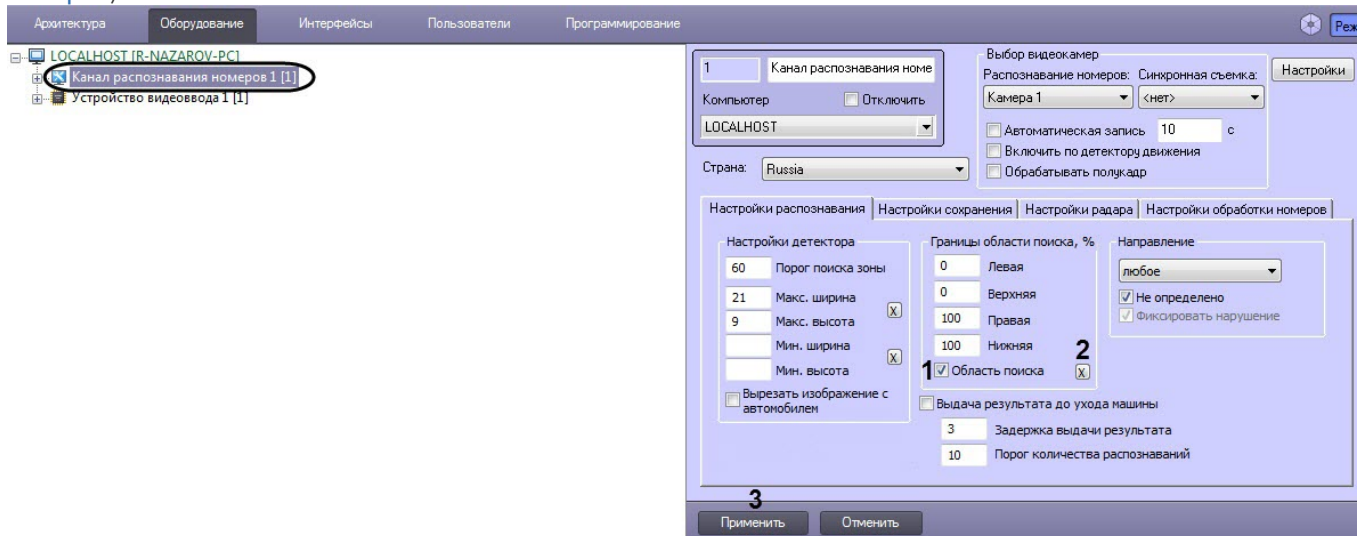 Архитектура Оборудование Интерфейсы Пользователи Программирование Реж
LOCALHOST [R-NAZAROV-PC]
Канал распознавания номеров 1 [1]
Устройство видеоввода 1 [1]
1 Канал распознавания номе
Компьютер Отключить
LOCALHOST
Страна: Russia
Выбор видеокамер
Распознавание номеров: Синхронная съемка:
Камера 1 <нет>
Настройки
Автоматическая запись 10 с
Включить по детектору движения
Обрабатывать полукадр
Настройки распознавания Настройки сохранения Настройки радара Настройки обработки номеров
Настройки детектора
60 Порог поиска зоны
21 Макс. ширина
X
9 Макс. высота
Мин. ширина
X
Мин. высота
Вырезать изображение с
автомобилем
Границы области поиска, %
0 Левая
0 Верхняя
100 Правая
100 Нижняя
2
1 Область поиска X
Направление
любое
Не определено
Фиксировать нарушение
Выдача результата до ухода машины
3 Задержка выдачи результата
10 Порог количества распознаваний
3
Применить Отменить